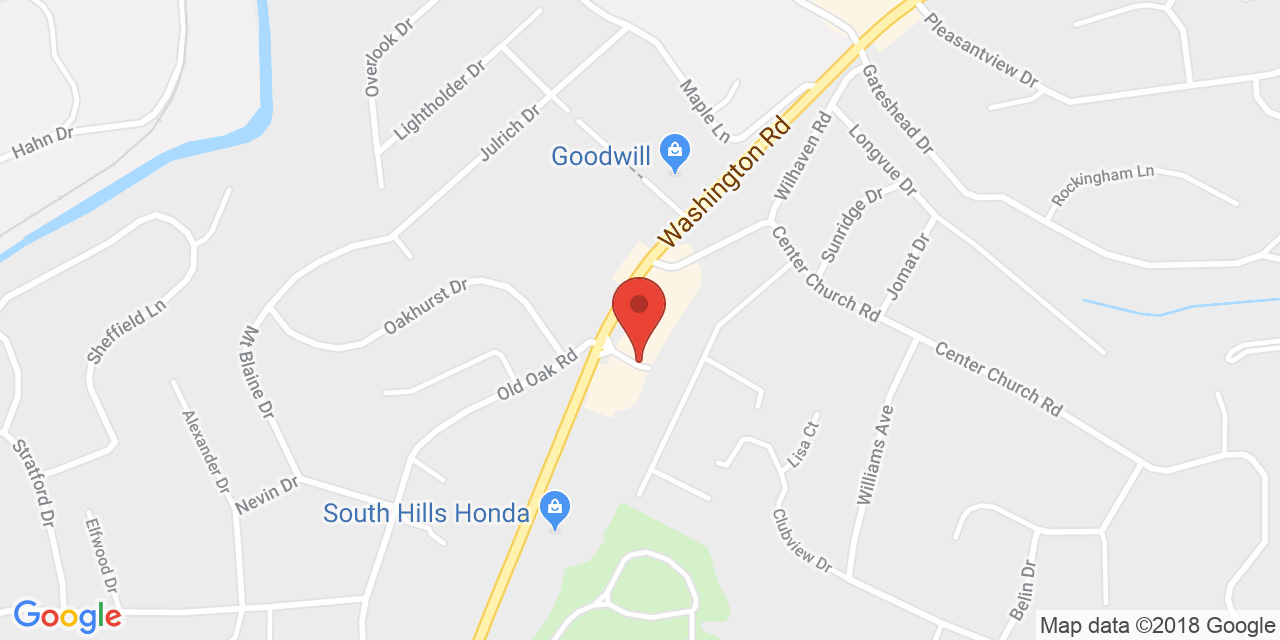 Overlook Dr
Pleasantview Dr
Lightholder Dr
Maple Ln
Gateshead Dr
Hahn Dr
Julrich Dr
Goodwill
Washington Rd
Wilhaven Rd
Longvue Dr
Rockingham Ln
Sunridge Dr
Jomat Dr
Center Church Rd
Oakhurst Dr
Sheffield Ln
Mt Blaine Dr
Old Oak Rd
Center Church Rd
Alexander Dr
Lisa Ct
Williams Ave
Stratford Dr
Nevin Dr
South Hills Honda
Elfwood Dr
Clubview Dr
Belin Dr
Google
Map data ©2018 Google